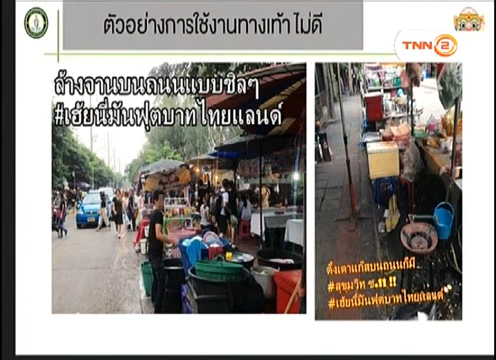 ตัวอย่างการใช้งานทางเท้า ไม่ดี
TNN 2
ล้างจานบนถนนแบบชิลๆ
#เฮ้ยนี่มันฟุตบาทไทยแลนด์
ตั้งเตาแก๊สบนถนนก็มี
#สุขุมวิท ซ.11 !!
#เฮ้ยนี่มันฟุตบาทไทยแลนด์